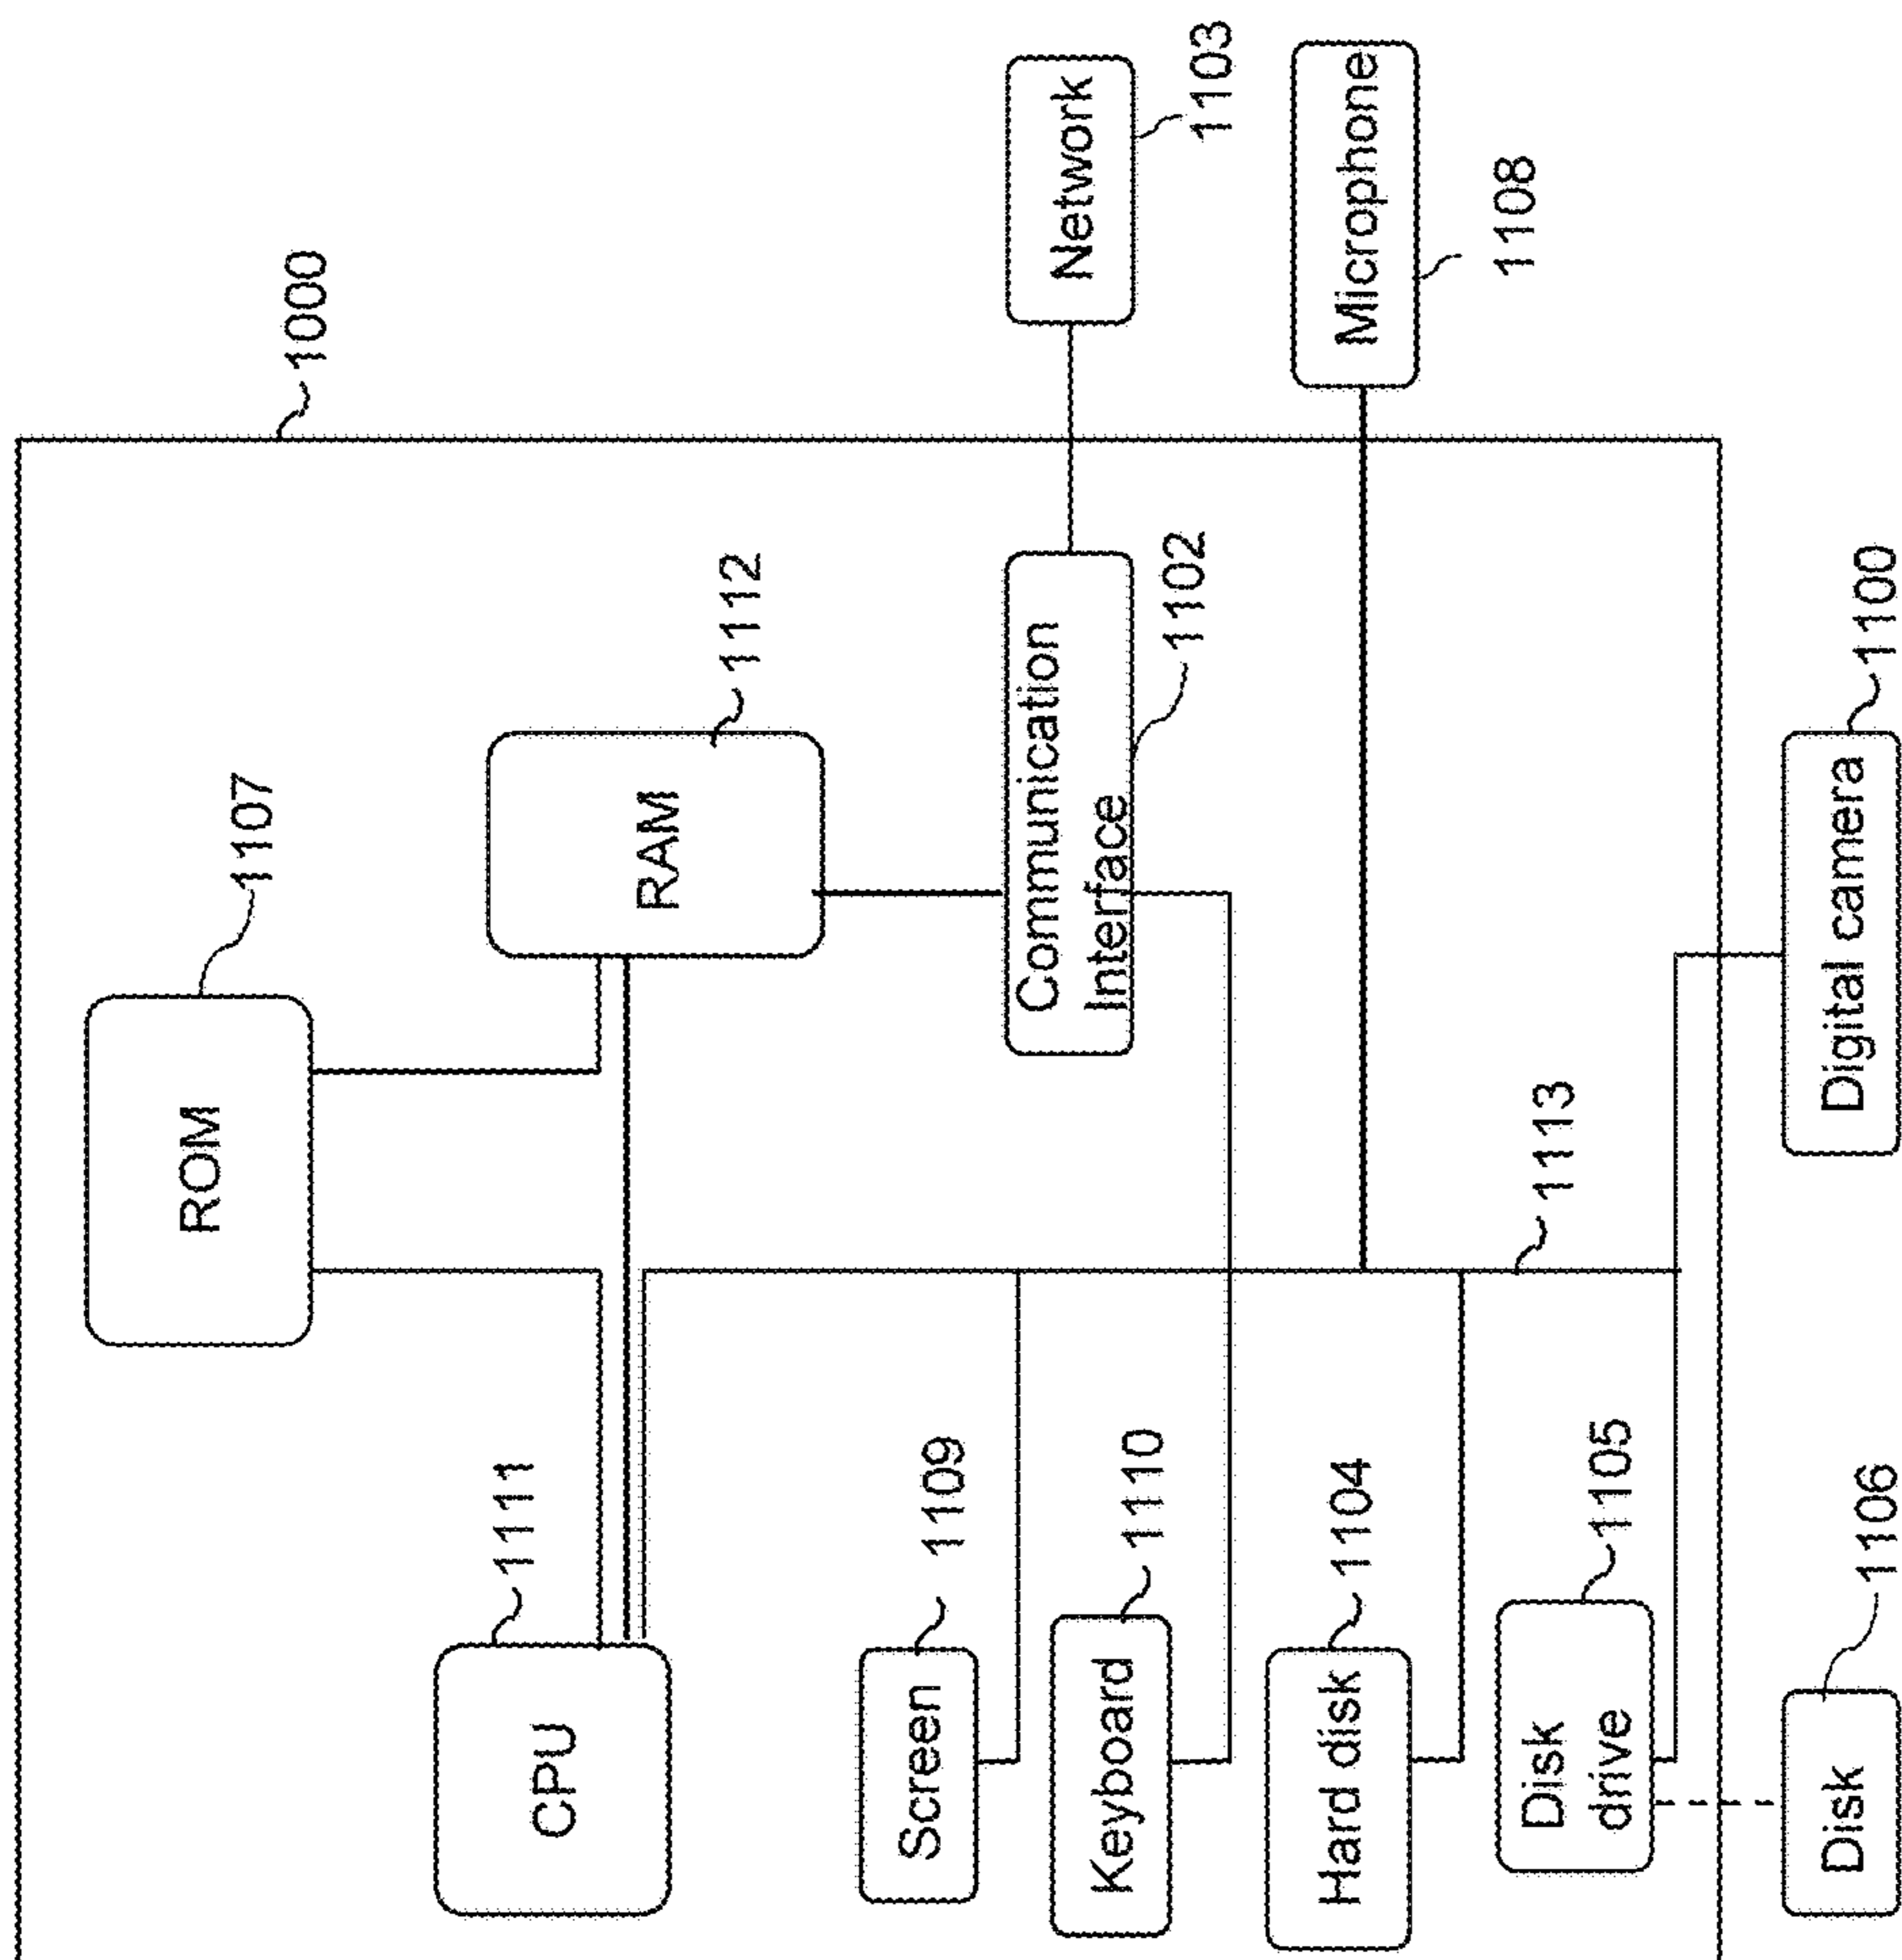 1000
ROM
1107
CPU
1111
RAM
1112
Screen
1109
Communication
Interface
1102
Network
1103
Keyboard
1110
Hard disk
1104
Microphone
1108
Disk
drive
1105
1113
Disk
1106
Digital camera
1100